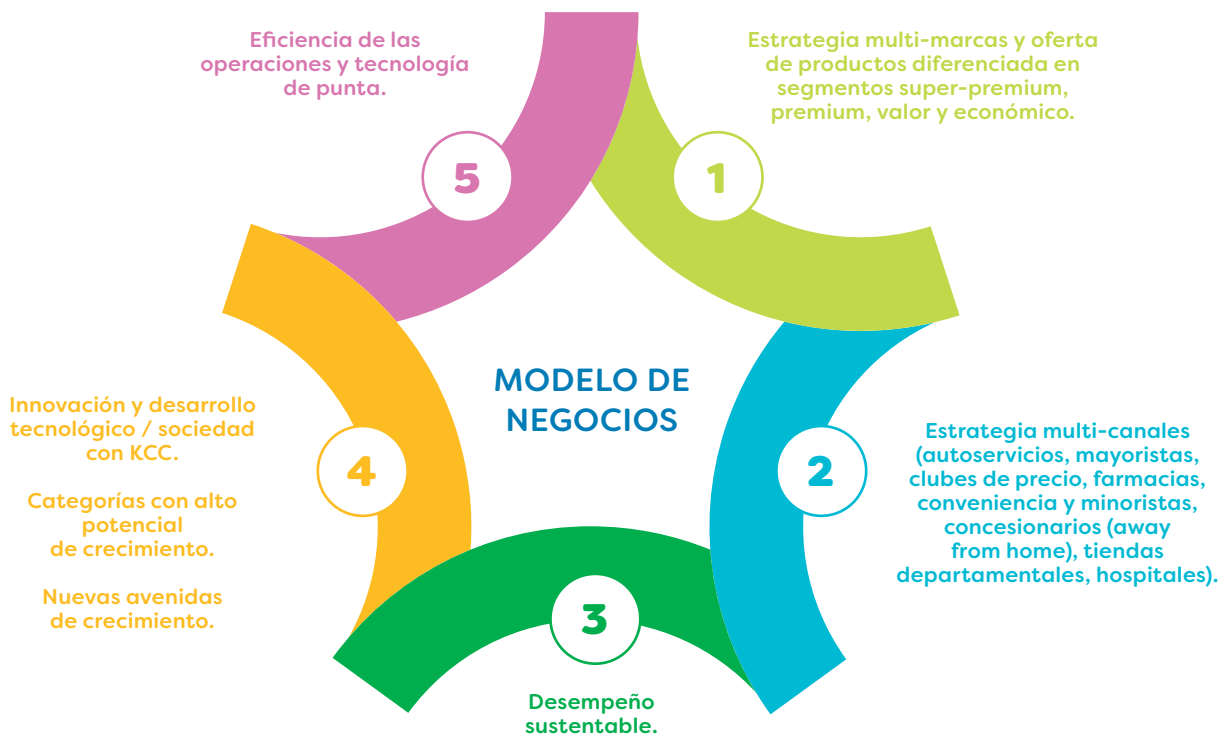 MODELO DE
NEGOCIOS
1
Estrategia multi-marcas y oferta
de productos diferenciada en
segmentos super-premium,
premium, valor y económico.
2
Estrategia multi-canales
(autoservicios, mayoristas,
clubes de precio, farmacias,
conveniencia y minoristas,
concesionarios (away
from home), tiendas
departamentales, hospitales).
3
Desempeño
sustentable.
4
Innovación y desarrollo
tecnológico / sociedad
con KCC.
Categorías con alto
potencial
de crecimiento.
Nuevas avenidas
de crecimiento.
5
Eficiencia de las
operaciones y tecnología
de punta.